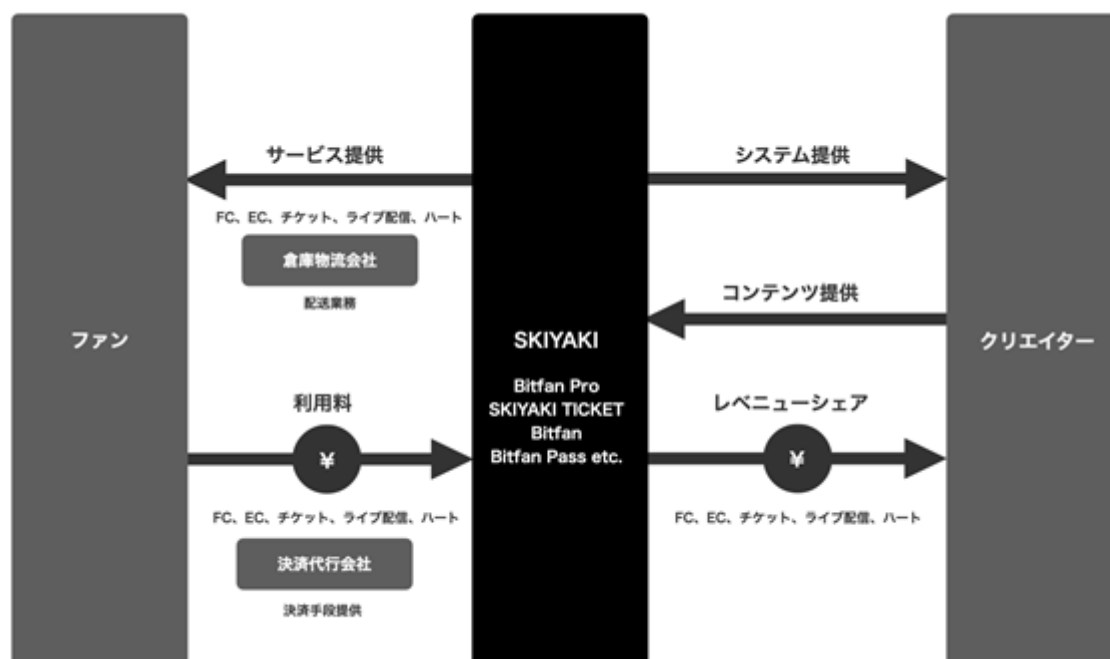 サービス提供
FC、EC、チケット、ライブ配信、ハート
倉庫物流会社
配送業務
ファン
利用料
¥
FC、EC、チケット、ライブ配信、ハート
決済代行会社
決済手段提供
SKIYAKI
Bitfan Pro
SKIYAKI TICKET
Bitfan
Bitfan Pass etc.
システム提供
コンテンツ提供
クリエイター
レベニューシェア
¥
FC、EC、チケット、ライブ配信、ハート